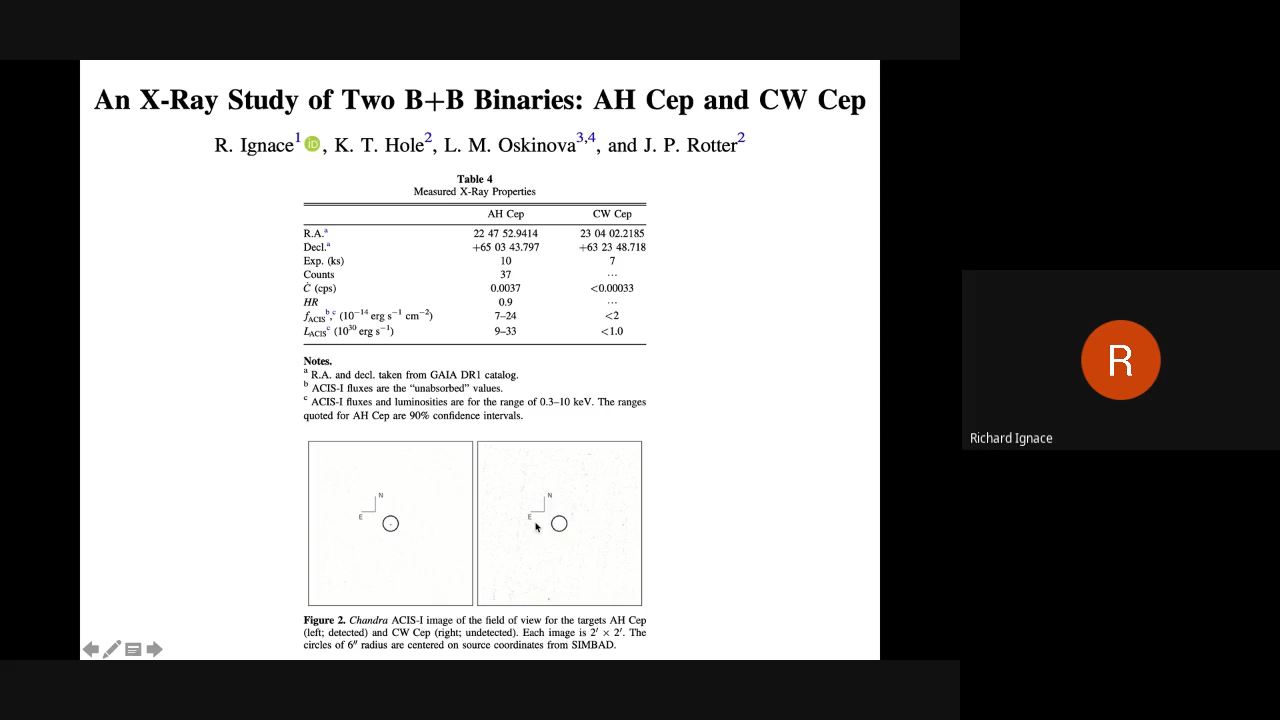 An X-Ray Study of Two B+B Binaries: AH Cep and CW Cep
R. Ignace1 iD, K. T. Hole2, L. M. Oskinova3,4, and J. P. Rotter2
Table 4
Measured X-Ray Properties
AH Cep CW Cep
R.A.a 22 47 52.9414 23 04 02.2185
Decl.a +65 03 43.797 +63 23 48.718
Exp. (ks) 10 7
Counts 37 ...
Ċ (cps) 0.0037 <0.00033
HR 0.9 ...
fACISb,c (10−14 erg s−1 cm−2) 7–24 <2
LACISc (1030 erg s−1) 9–33 <1.0
Notes.
a R.A. and decl. taken from GAIA DR1 catalog.
b ACIS-I fluxes are the “unabsorbed” values.
c ACIS-I fluxes and luminosities are for the range of 0.3–10 keV. The ranges
quoted for AH Cep are 90% confidence intervals.
N N
E E
Figure 2. Chandra ACIS-I image of the field of view for the targets AH Cep
(left; detected) and CW Cep (right; undetected). Each image is 2′ × 2′. The
circles of 6″ radius are centered on source coordinates from SIMBAD.
R
Richard Ignace